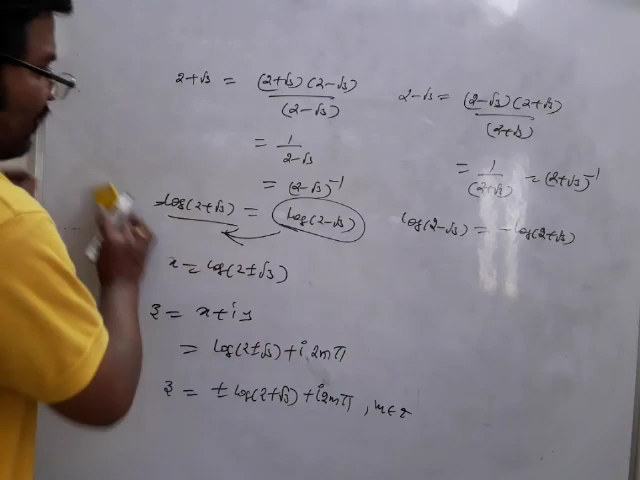 2+√3 = (2+√3)(2-√3) / (2-√3)
= 1 / 2-√3
= (2-√3)⁻¹
-log(2+√3) = log(2-√3)
x = log(2±√3)
z = x+iy
= log(2±√3) + i 2nπ
z = ± log(2+√3) + i2nπ , n∈z
2-√3 = (2-√3)(2+√3) / (2+√3)
= 1 / (2+√3) = (2+√3)⁻¹
log(2-√3) = -log(2+√3)